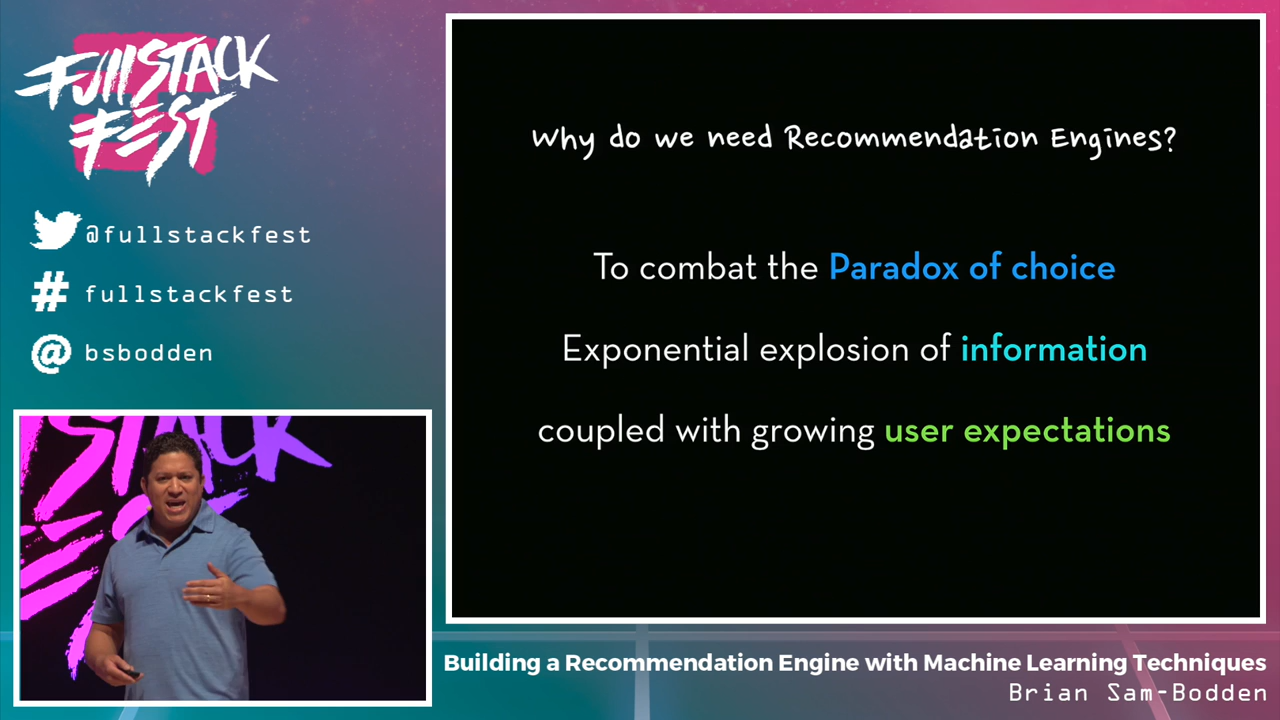 FullSTACK
FEST
@fullstackfest
# fullstackfest
@ bsbodden
Why do we need Recommendation Engines?
To combat the Paradox of choice
Exponential explosion of information
coupled with growing user expectations
STACK
Building a Recommendation Engine with Machine Learning Techniques
Brian Sam-Bodden